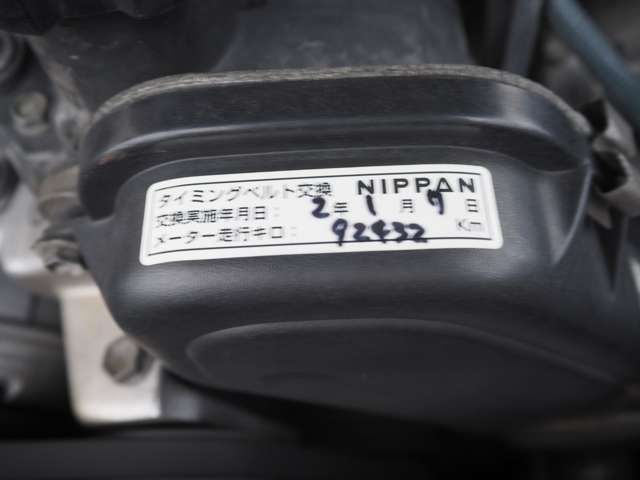 タイミングベルト交換 NIPPAN
交換実施年月日: 2年 1月 7日
メーター走行キロ: 92432 Km